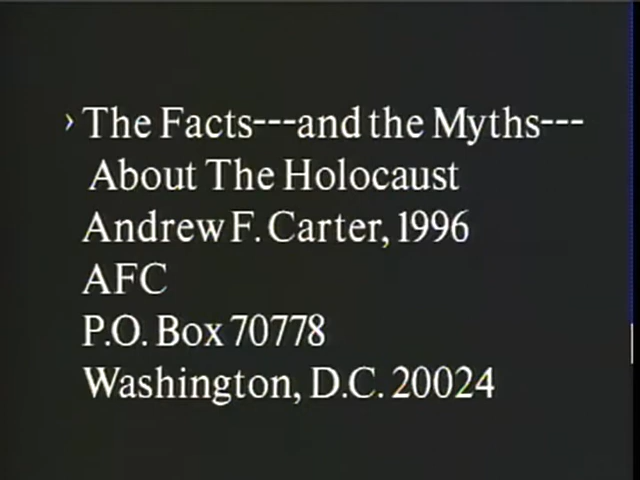 › The Facts---and the Myths---
About The Holocaust
Andrew F. Carter, 1996
AFC
P.O. Box 70778
Washington, D.C. 20024